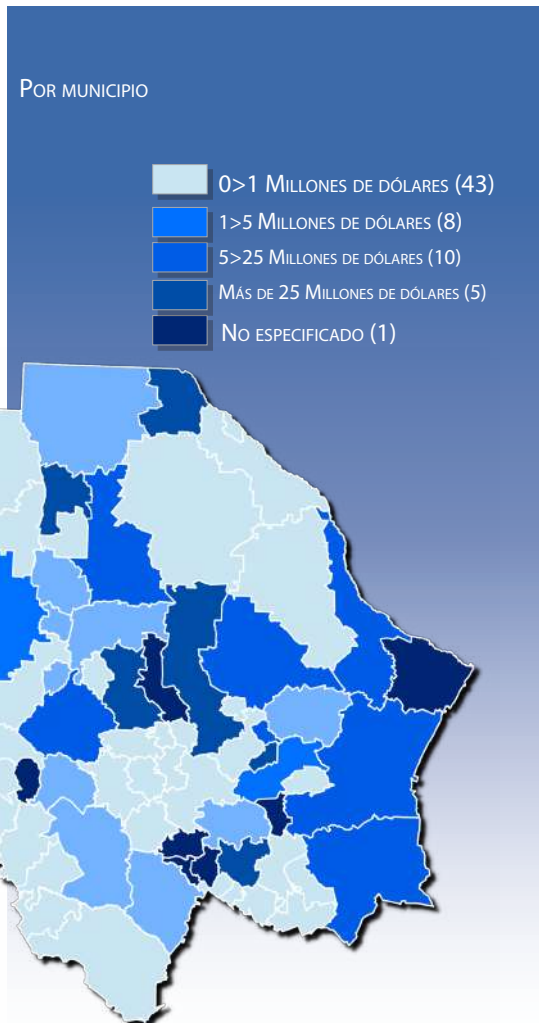 Por municipio
0>1 Millones de dólares (43)
1>5 Millones de dólares (8)
5>25 Millones de dólares (10)
Más de 25 Millones de dólares (5)
No especificado (1)